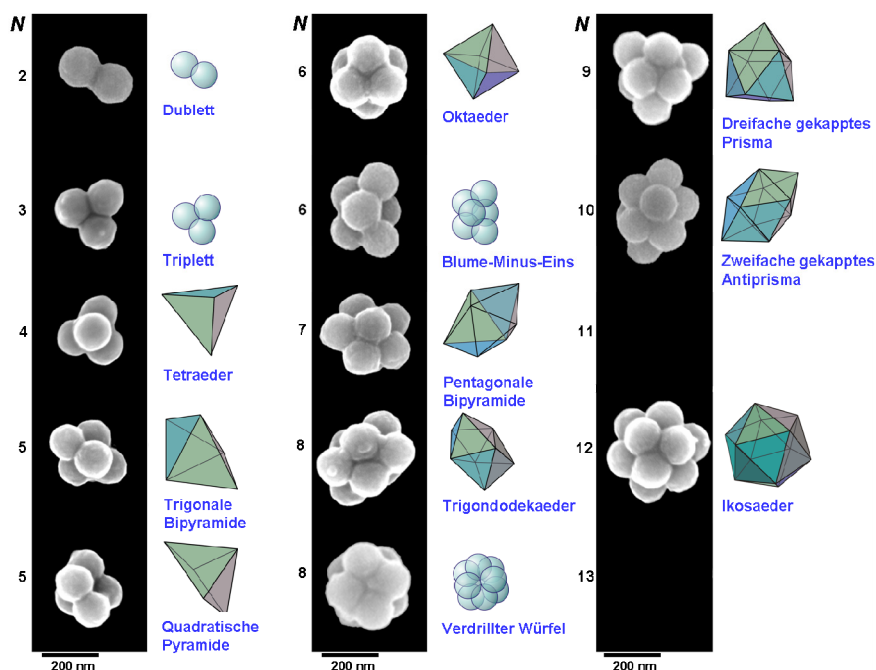 N
2
Dublett
3
Triplett
4
Tetraeder
5
Trigonale
Bipyramide
5
Quadratische
Pyramide
200 nm
N
6
Oktaeder
6
Blume-Minus-Eins
7
Pentagonale
Bipyramide
8
Trigondodekaeder
8
Verdrillter Würfel
200 nm
N
9
Dreifache gekapptes
Prisma
10
Zweifache gekapptes
Antiprisma
11
12
Ikosaeder
13
200 nm